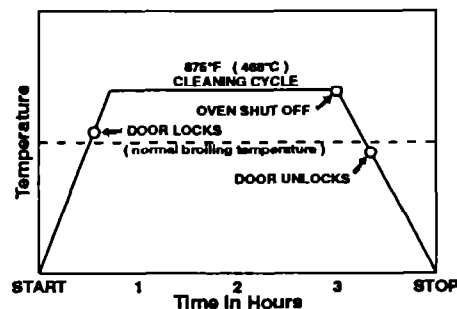 875°F (468°C)
CLEANING CYCLE
OVEN SHUT OFF
DOOR LOCKS
(normal broiling temperature)
DOOR UNLOCKS
Temperature
START 1 2 3 STOP
Time in Hours